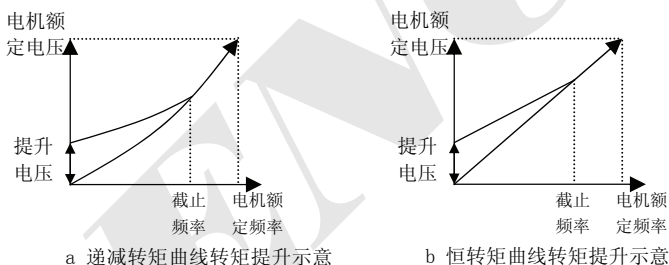 电机额
定电压
提升
电压
截止
频率
电机额
定频率
a 递减转矩曲线转矩提升示意
电机额
定电压
提升
电压
截止
频率
电机额
定频率
b 恒转矩曲线转矩提升示意